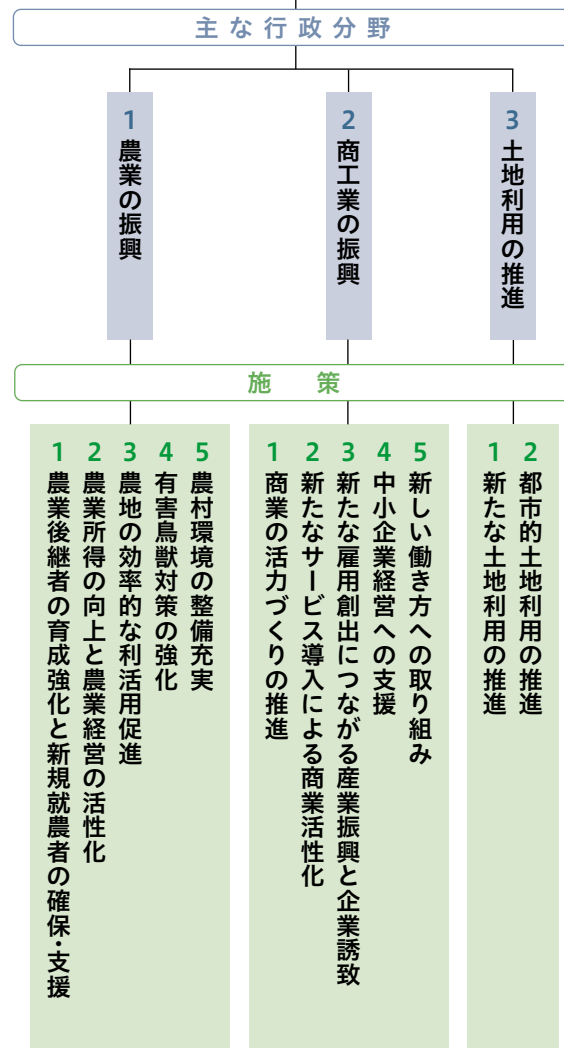 主な行政分野
1 農業の振興
2 商工業の振興
3 土地利用の推進
施　策
1 農業後継者の育成強化と新規就農者の確保・支援
2 農業所得の向上と農業経営の活性化
3 農地の効率的な利活用促進
4 有害鳥獣対策の強化
5 農村環境の整備充実
1 商業の活力づくりの推進
2 新たなサービス導入による商業活性化
3 新たな雇用創出につながる産業振興と企業誘致
4 中小企業経営への支援
5 新しい働き方への取り組み
1 新たな土地利用の推進
2 都市的土地利用の推進